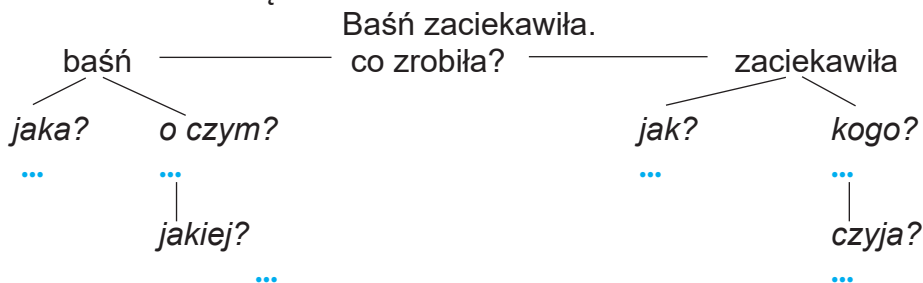 Baśń zaciekawiła.
baśń co zrobiła? zaciekawiła
jaka? o czym? jak? kogo?
... ... ... ...
jakiej? czyja?
... ...